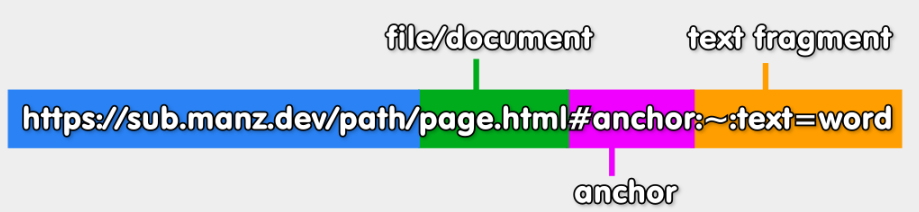 file/document
text fragment
https://sub.manz.dev/path/page.html#anchor:~:text=word
anchor